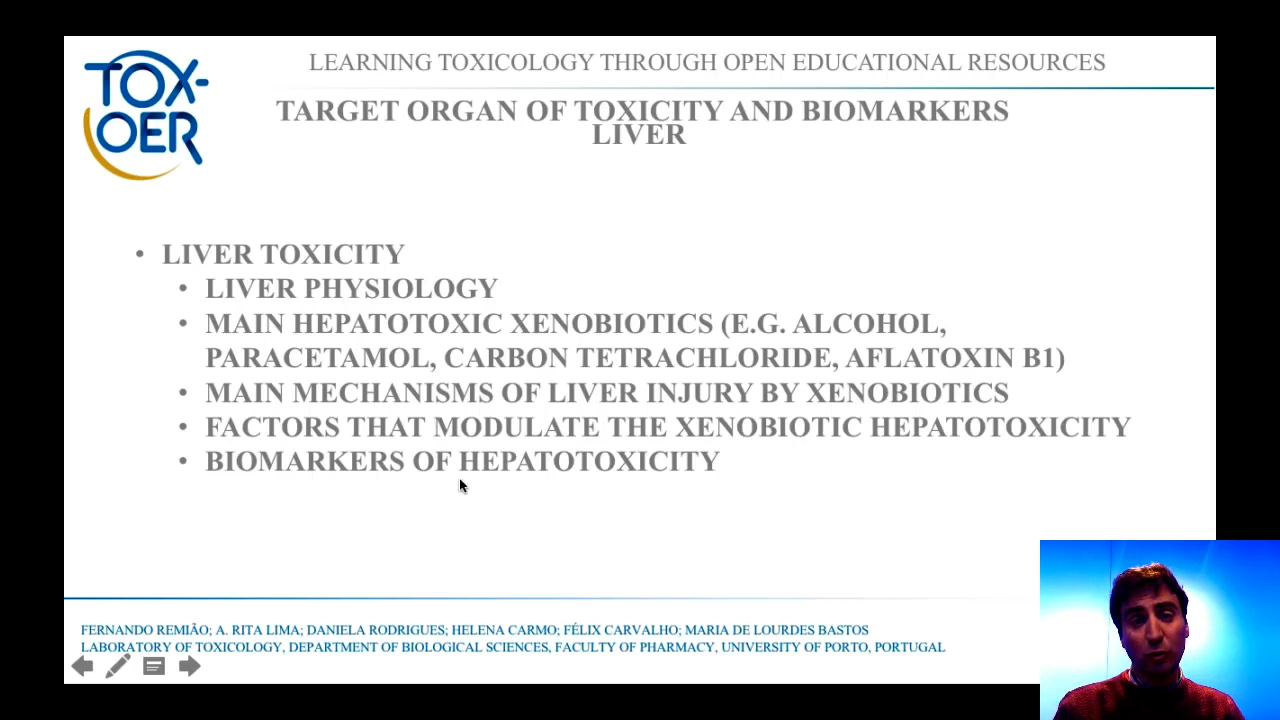 TOX-
OER
LEARNING TOXICOLOGY THROUGH OPEN EDUCATIONAL RESOURCES
TARGET ORGAN OF TOXICITY AND BIOMARKERS
LIVER
• LIVER TOXICITY
• LIVER PHYSIOLOGY
• MAIN HEPATOTOXIC XENOBIOTICS (E.G. ALCOHOL,
PARACETAMOL, CARBON TETRACHLORIDE, AFLATOXIN B1)
• MAIN MECHANISMS OF LIVER INJURY BY XENOBIOTICS
• FACTORS THAT MODULATE THE XENOBIOTIC HEPATOTOXICITY
• BIOMARKERS OF HEPATOTOXICITY
FERNANDO REMIÃO; A. RITA LIMA; DANIELA RODRIGUES; HELENA CARMO; FÉLIX CARVALHO; MARIA DE LOURDES BASTOS
LABORATORY OF TOXICOLOGY, DEPARTMENT OF BIOLOGICAL SCIENCES, FACULTY OF PHARMACY, UNIVERSITY OF PORTO, PORTUGAL